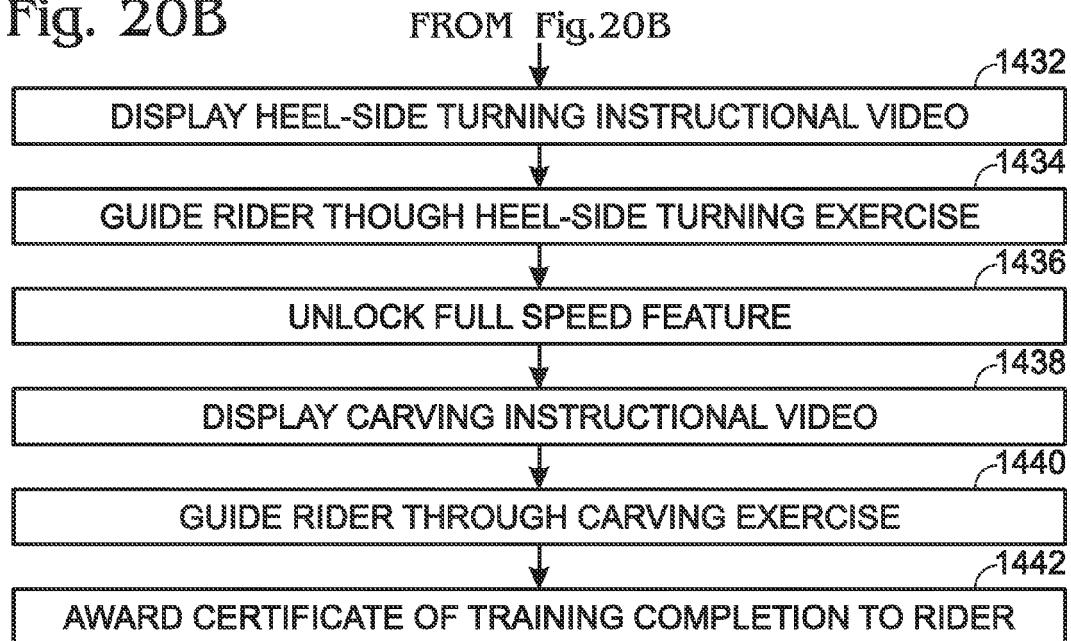 Fig. 20B
FROM Fig.20B
1432
DISPLAY HEEL-SIDE TURNING INSTRUCTIONAL VIDEO
1434
GUIDE RIDER THOUGH HEEL-SIDE TURNING EXERCISE
1436
UNLOCK FULL SPEED FEATURE
1438
DISPLAY CARVING INSTRUCTIONAL VIDEO
1440
GUIDE RIDER THROUGH CARVING EXERCISE
1442
AWARD CERTIFICATE OF TRAINING COMPLETION TO RIDER